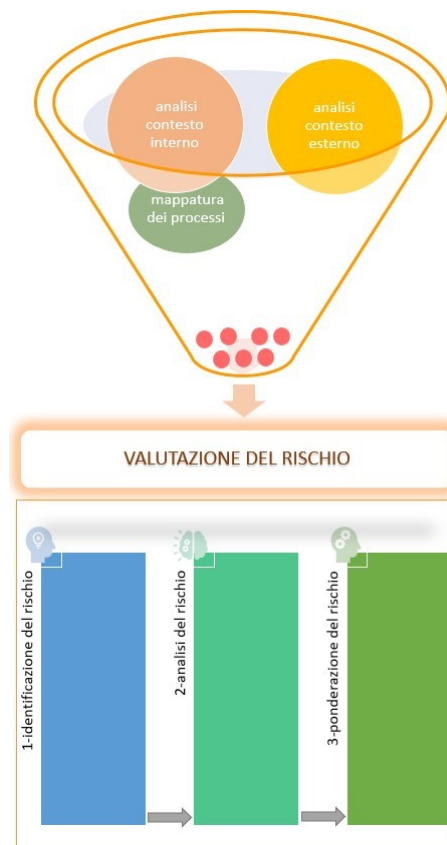 analisi
contesto
interno
analisi
contesto
esterno
mappatura
dei processi
VALUTAZIONE DEL RISCHIO
1-identificazione del rischio
2-analisi del rischio
3-ponderazione del rischio